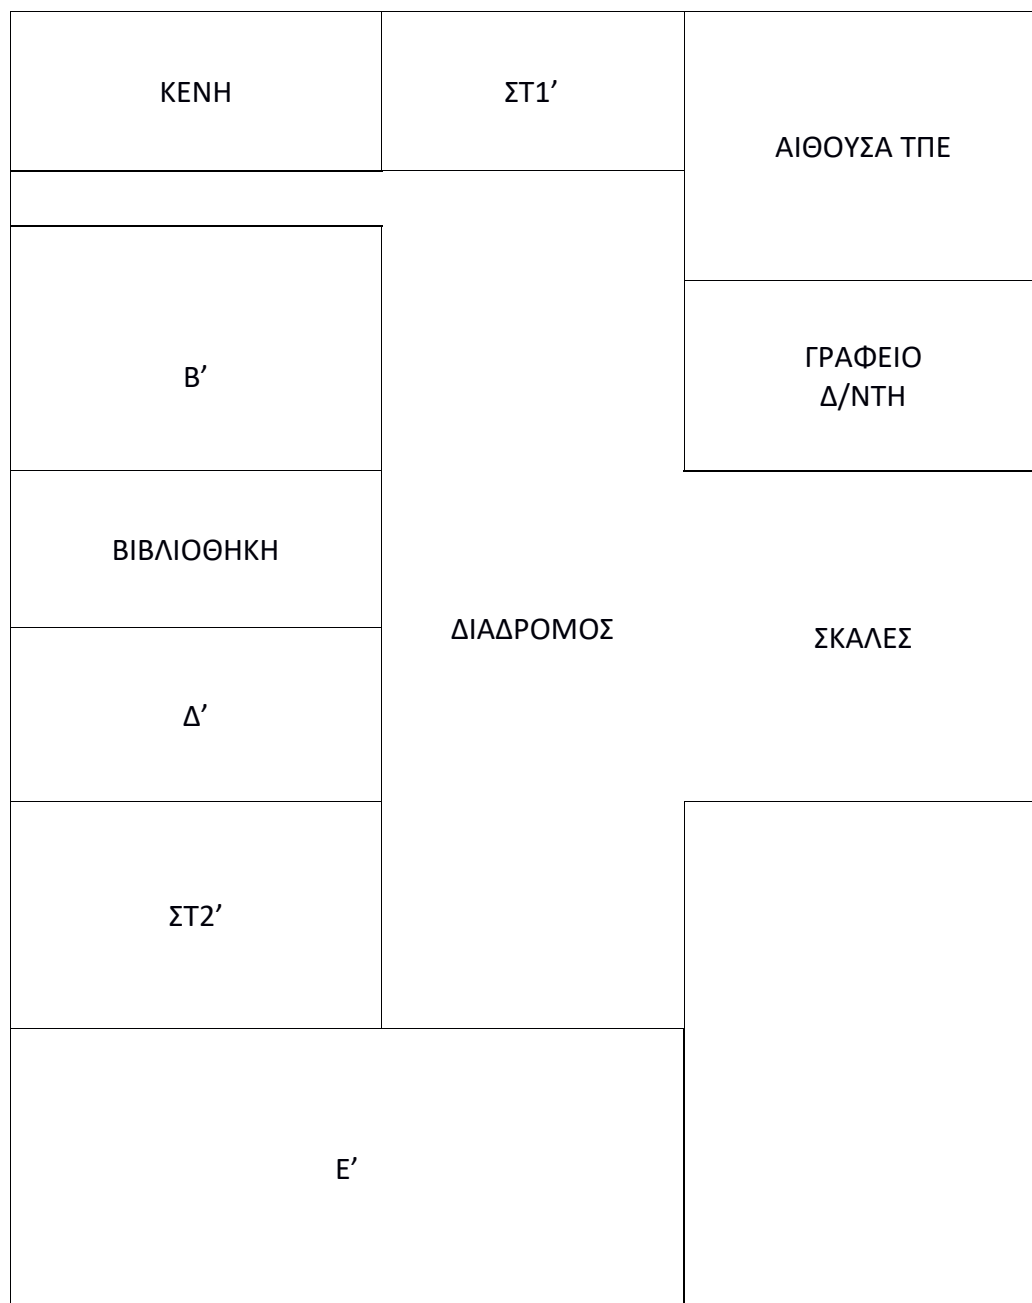 ΚΕΝΗ
ΣΤ1’
ΑΙΘΟΥΣΑ ΤΠΕ
Β’
ΓΡΑΦΕΙΟ
Δ/ΝΤΗ
ΒΙΒΛΙΟΘΗΚΗ
ΔΙΑΔΡΟΜΟΣ
ΣΚΑΛΕΣ
Δ’
ΣΤ2’
Ε’